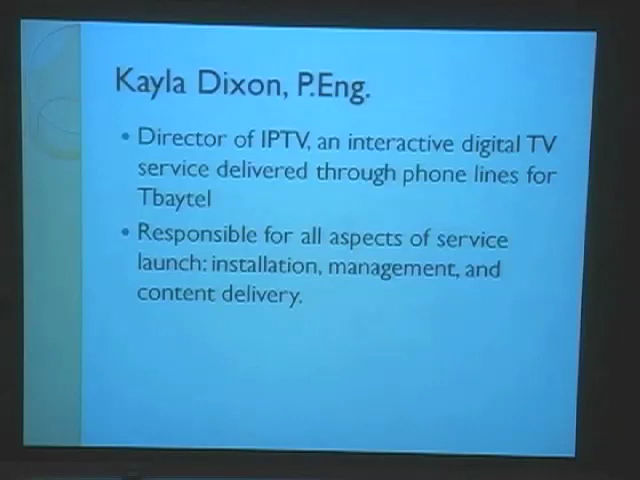 Kayla Dixon, P.Eng.
• Director of IPTV, an interactive digital TV
service delivered through phone lines for
Tbaytel
• Responsible for all aspects of service
launch: installation, management, and
content delivery.